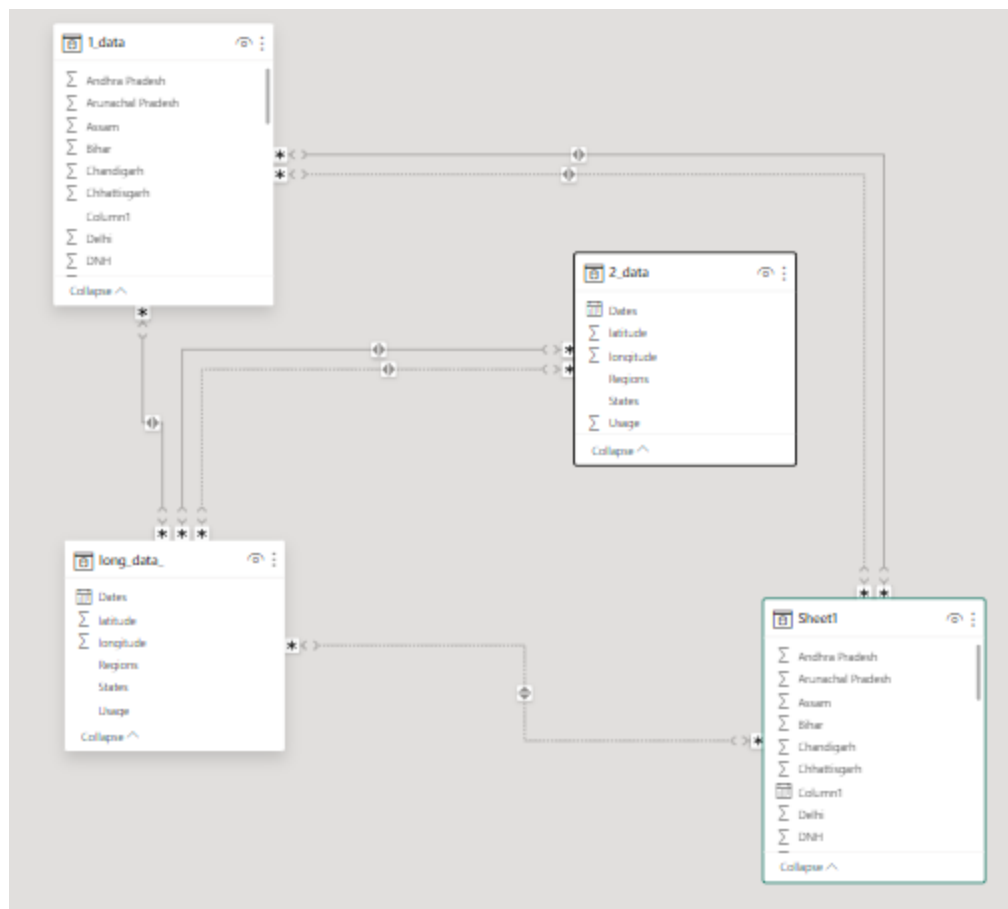 1_data
Andhra Pradesh
Arunachal Pradesh
Assam
Bihar
Chandigarh
Chhattisgarh
Column1
Delhi
DNH
Collapse
2_data
Dates
latitude
longitude
Regions
States
Usage
Collapse
long_data_
Dates
latitude
longitude
Regions
States
Usage
Collapse
Sheet1
Andhra Pradesh
Arunachal Pradesh
Assam
Bihar
Chandigarh
Chhattisgarh
Column1
Delhi
DNH
Collapse